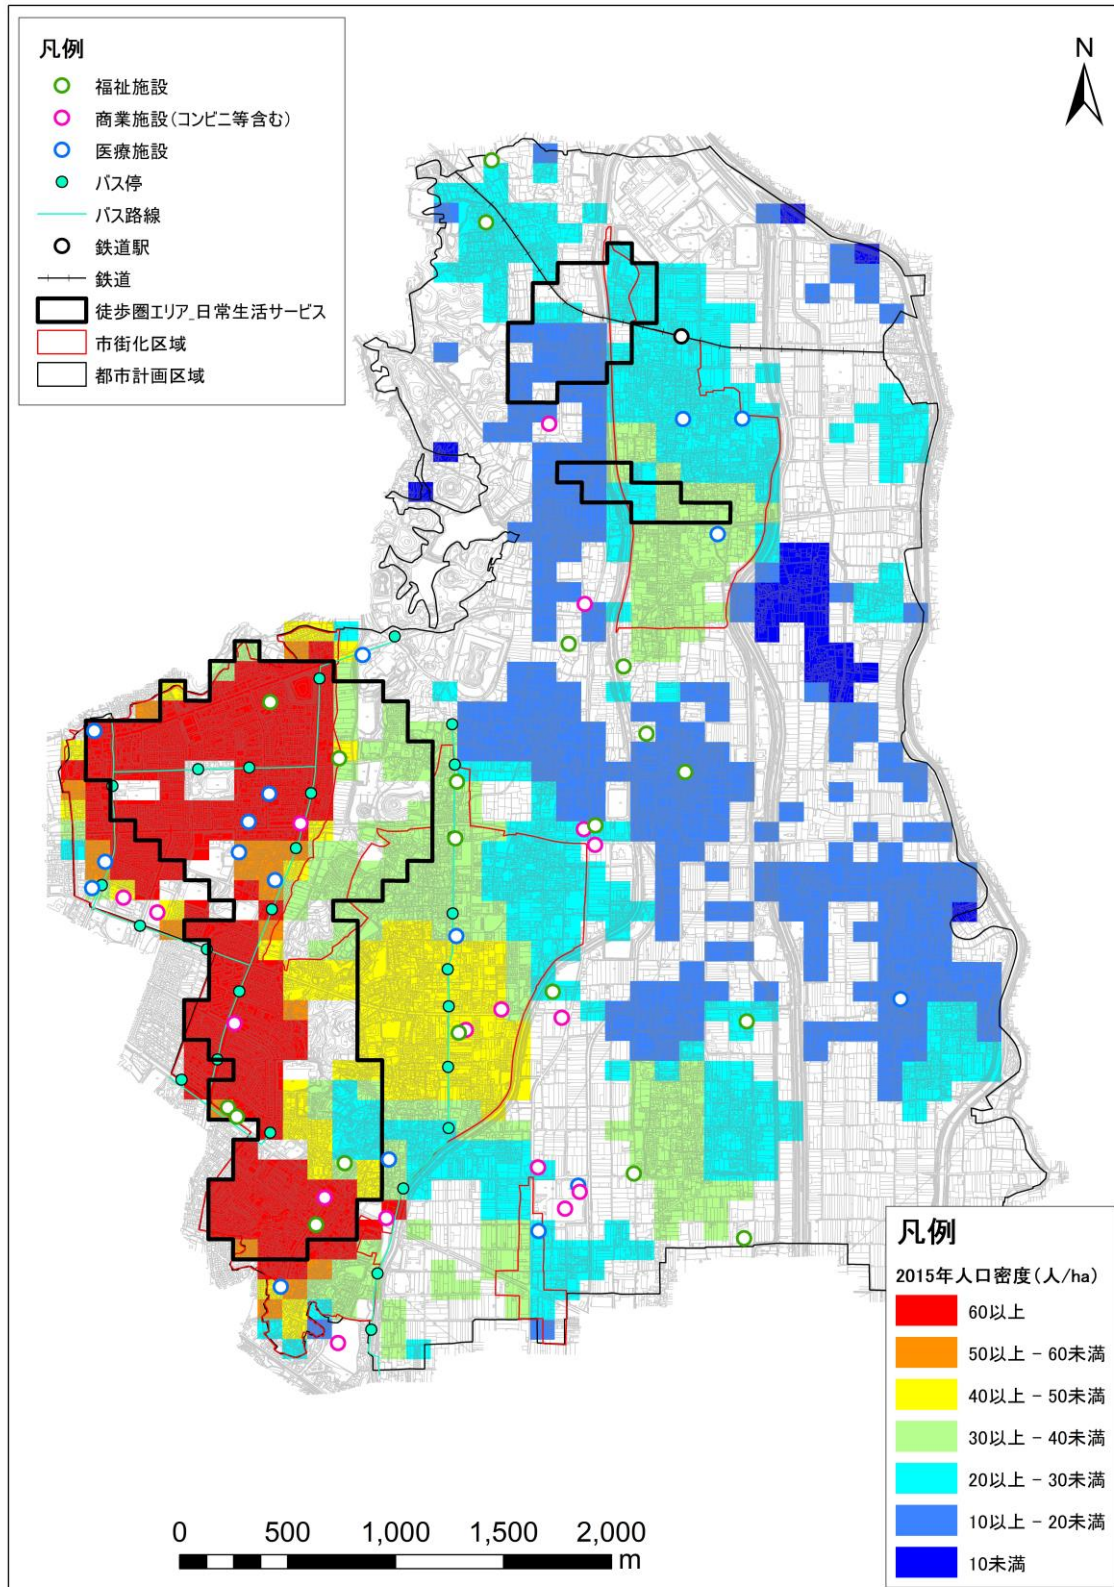 凡例
福祉施設
商業施設(コンビニ等含む)
医療施設
バス停
バス路線
鉄道駅
鉄道
徒歩圏エリア_日常生活サービス
市街化区域
都市計画区域
N
凡例
2015年人口密度(人/ha)
60以上
50以上 - 60未満
40以上 - 50未満
30以上 - 40未満
20以上 - 30未満
10以上 - 20未満
10未満
0 500 1,000 1,500 2,000
m